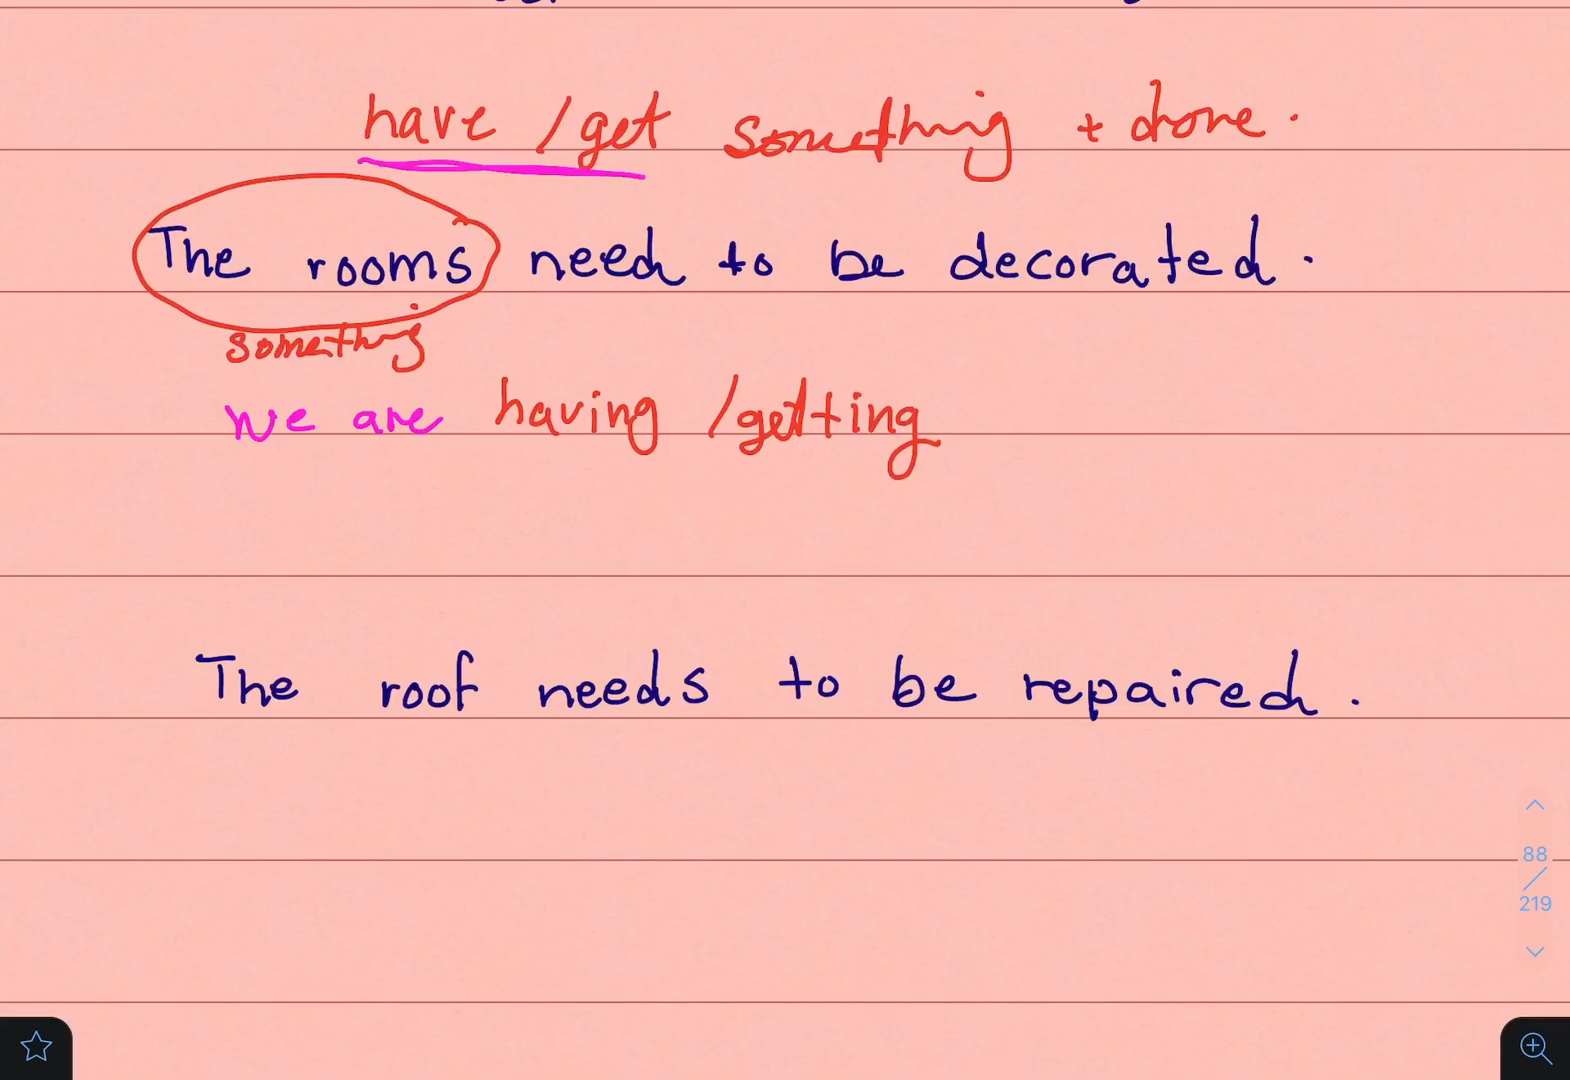 have /get something + done.
The rooms need to be decorated.
something
we are having /getting
The roof needs to be repaired.
88
/
219